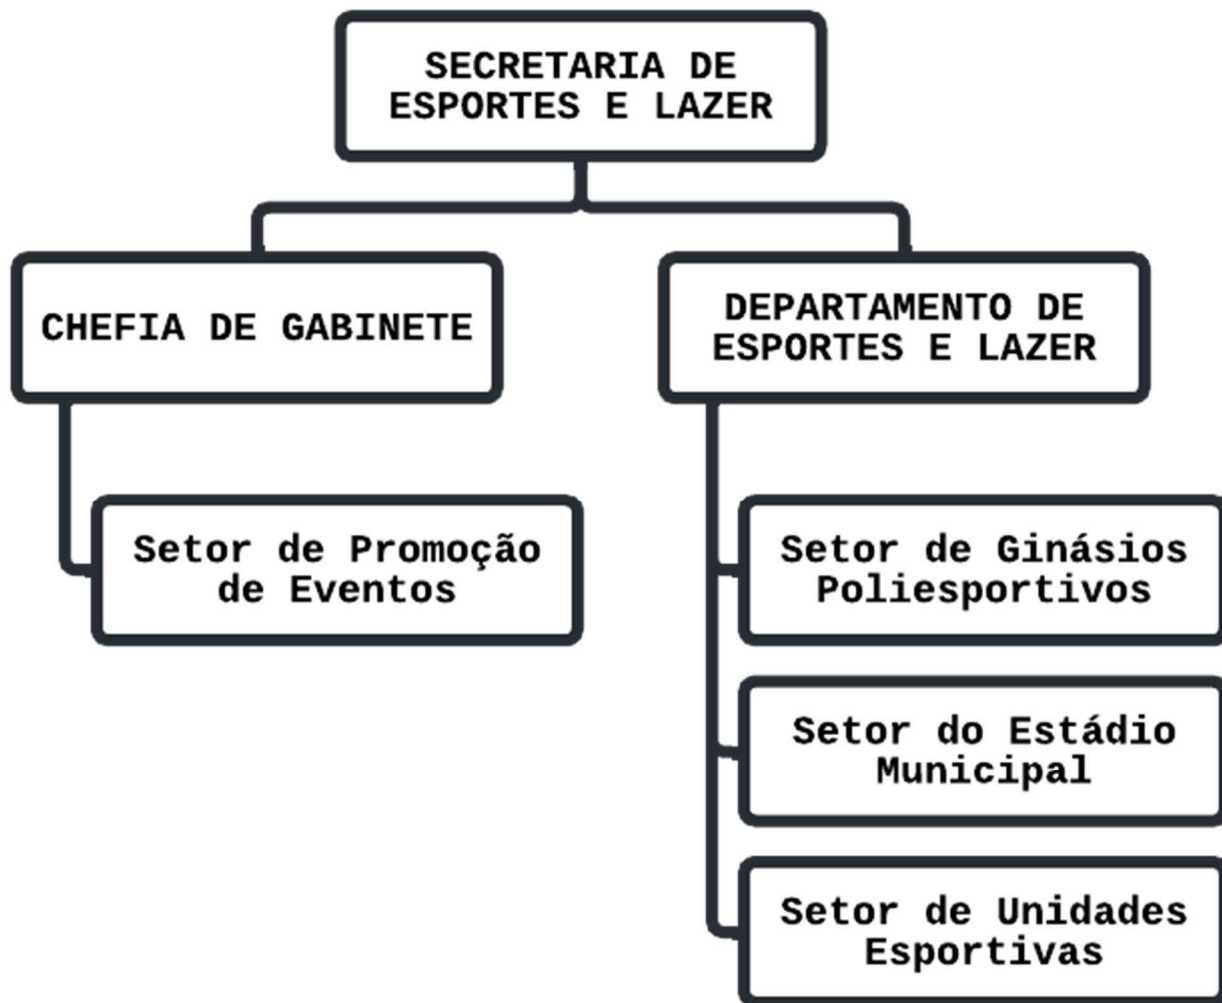 SECRETARIA DE
ESPORTES E LAZER
CHEFIA DE GABINETE
DEPARTAMENTO DE
ESPORTES E LAZER
Setor de Promoção
de Eventos
Setor de Ginásios
Poliesportivos
Setor do Estádio
Municipal
Setor de Unidades
Esportivas